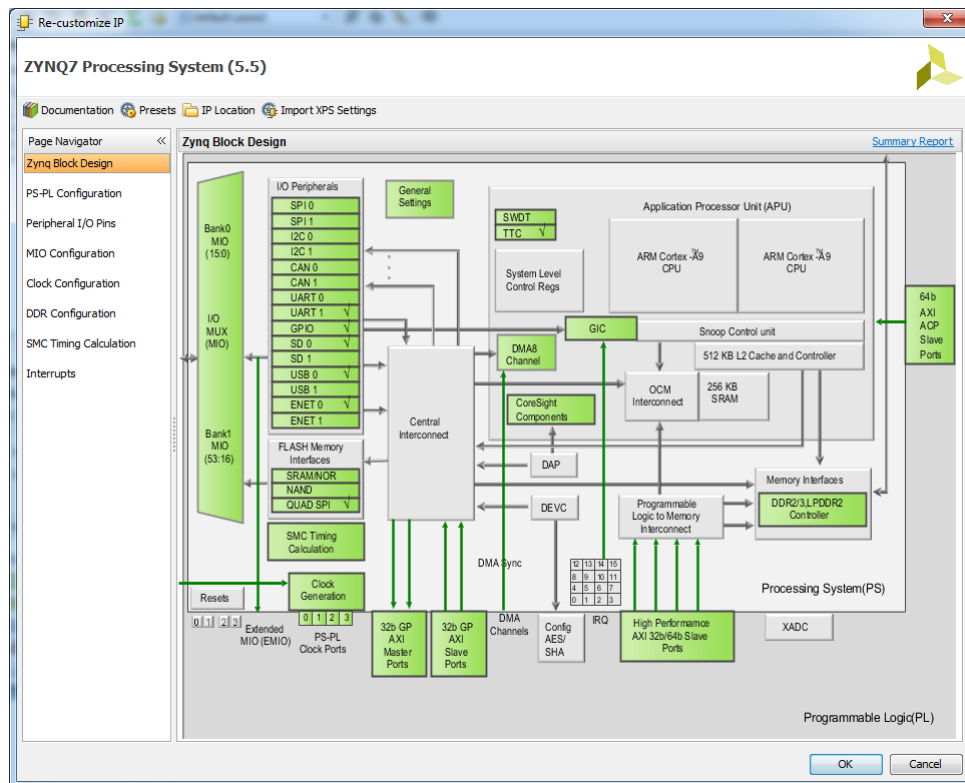 Re-customize IP
ZYNQ7 Processing System (5.5)
Documentation Presets IP Location Import XPS Settings
Page Navigator «
Zynq Block Design
PS-PL Configuration
Peripheral I/O Pins
MIO Configuration
Clock Configuration
DDR Configuration
SMC Timing Calculation
Interrupts
Zynq Block Design
Summary Report
Bank0
MIO
(15:0)
I/O
MUX
(MIO)
Bank1
MIO
(53:16)
I/O Peripherals
SPI 0
SPI 1
I2C 0
I2C 1
CAN 0
CAN 1
UART 0
UART 1 √
GPIO √
SD 0 √
SD 1
USB 0 √
USB 1
ENET 0 √
ENET 1
FLASH Memory
Interfaces
SRAM/NOR
NAND
QUAD SPI √
SMC Timing
Calculation
General
Settings
Application Processor Unit (APU)
SWDT
TTC √
System Level
Control Regs
ARM Cortex -A9
TM
CPU
ARM Cortex -A9
TM
CPU
GIC
Snoop Control unit
DMA8
Channel
512 KB L2 Cache and Controller
OCM
Interconnect
256 KB
SRAM
CoreSight
Components
Central
Interconnect
DAP
DEVC
Programmable
Logic to Memory
Interconnect
Memory Interfaces
DDR2/3,LPDDR2
Controller
64b
AXI
ACP
Slave
Ports
DMA Sync
12 13 14 15
8 9 10 11
4 5 6 7
0 1 2 3
Processing System(PS)
Resets
Clock
Generation
0 1 2 3
0 1 2 3
Extended
MIO (EMIO)
PS-PL
Clock Ports
32b GP
AXI
Master
Ports
32b GP
AXI
Slave
Ports
DMA
Channels
Config
AES/
SHA
IRQ
High Performance
AXI 32b/64b Slave
Ports
XADC
Programmable Logic(PL)
OK
Cancel